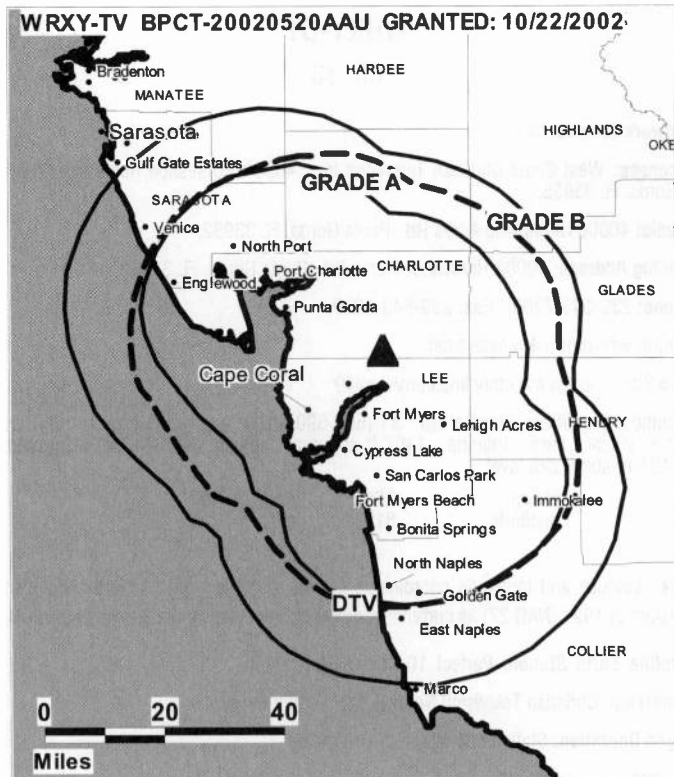 WRXY-TV BPCT-20020520AAU GRANTED: 10/22/2002
HARDEE
Bradenton
MANATEE
HIGHLANDS
Sarasota
OKE
Gulf Gate Estates
GRADE A
SARASOTA
GRADE B
Venice
North Port
CHARLOTTE
Port Charlotte
Englewood
GLADES
Punta Gorda
Cape Coral
LEE
Fort Myers
HENDRY
Lehigh Acres
Cypress Lake
San Carlos Park
Fort Myers Beach
Immokalee
Bonita Springs
North Naples
Golden Gate
DTV
East Naples
COLLIER
Marco
0 20 40
Miles